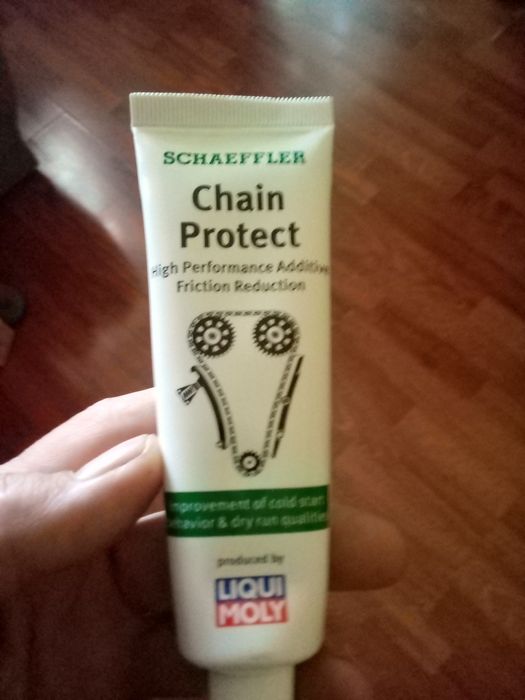 SCHAEFFLER
Chain
Protect
High Performance Additive
Friction Reduction
improvement of cold start
behavior & dry run qualities
produced by
LIQUI
MOLY